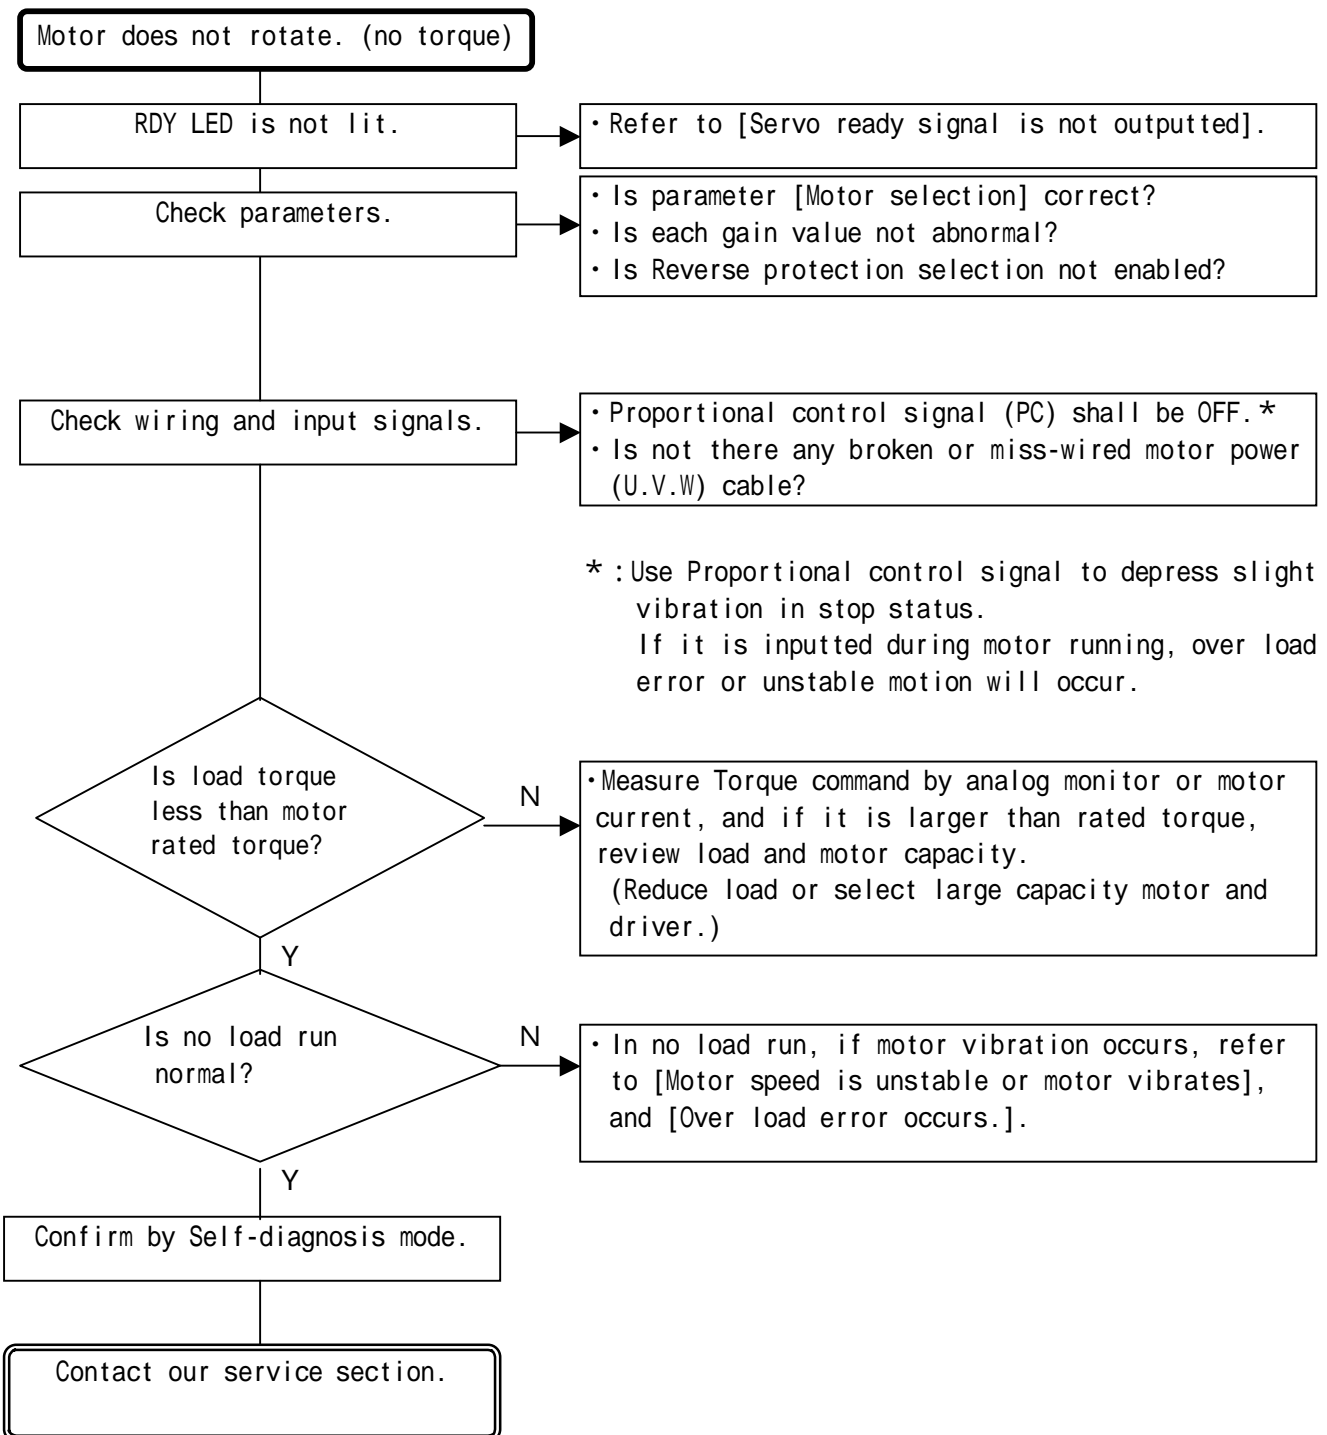 Motor does not rotate. (no torque)
RDY LED is not lit.
・Refer to [Servo ready signal is not outputted].
Check parameters.
・Is parameter [Motor selection] correct?
・Is each gain value not abnormal?
・Is Reverse protection selection not enabled?
Check wiring and input signals.
・Proportional control signal (PC) shall be OFF.*
・Is not there any broken or miss-wired motor power
(U.V.W) cable?
*:Use Proportional control signal to depress slight
vibration in stop status.
If it is inputted during motor running, over load
error or unstable motion will occur.
Is load torque
less than motor
rated torque?
N
・Measure Torque command by analog monitor or motor
current, and if it is larger than rated torque,
review load and motor capacity.
(Reduce load or select large capacity motor and
driver.)
Y
Is no load run
normal?
N
・In no load run, if motor vibration occurs, refer
to [Motor speed is unstable or motor vibrates],
and [Over load error occurs.].
Y
Confirm by Self-diagnosis mode.
Contact our service section.